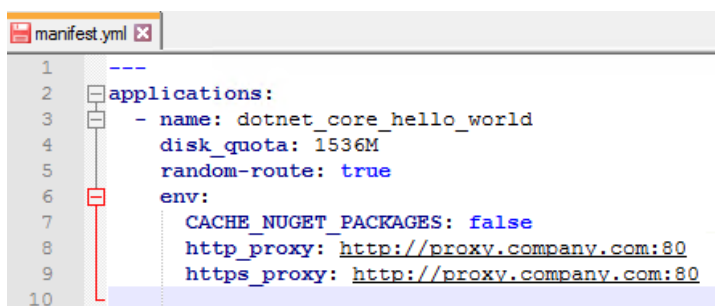 manifest.yml
1 ---
2 applications:
3 - name: dotnet_core_hello_world
4 disk_quota: 1536M
5 random-route: true
6 env:
7 CACHE_NUGET_PACKAGES: false
8 http_proxy: http://proxy.company.com:80
9 https_proxy: http://proxy.company.com:80
10